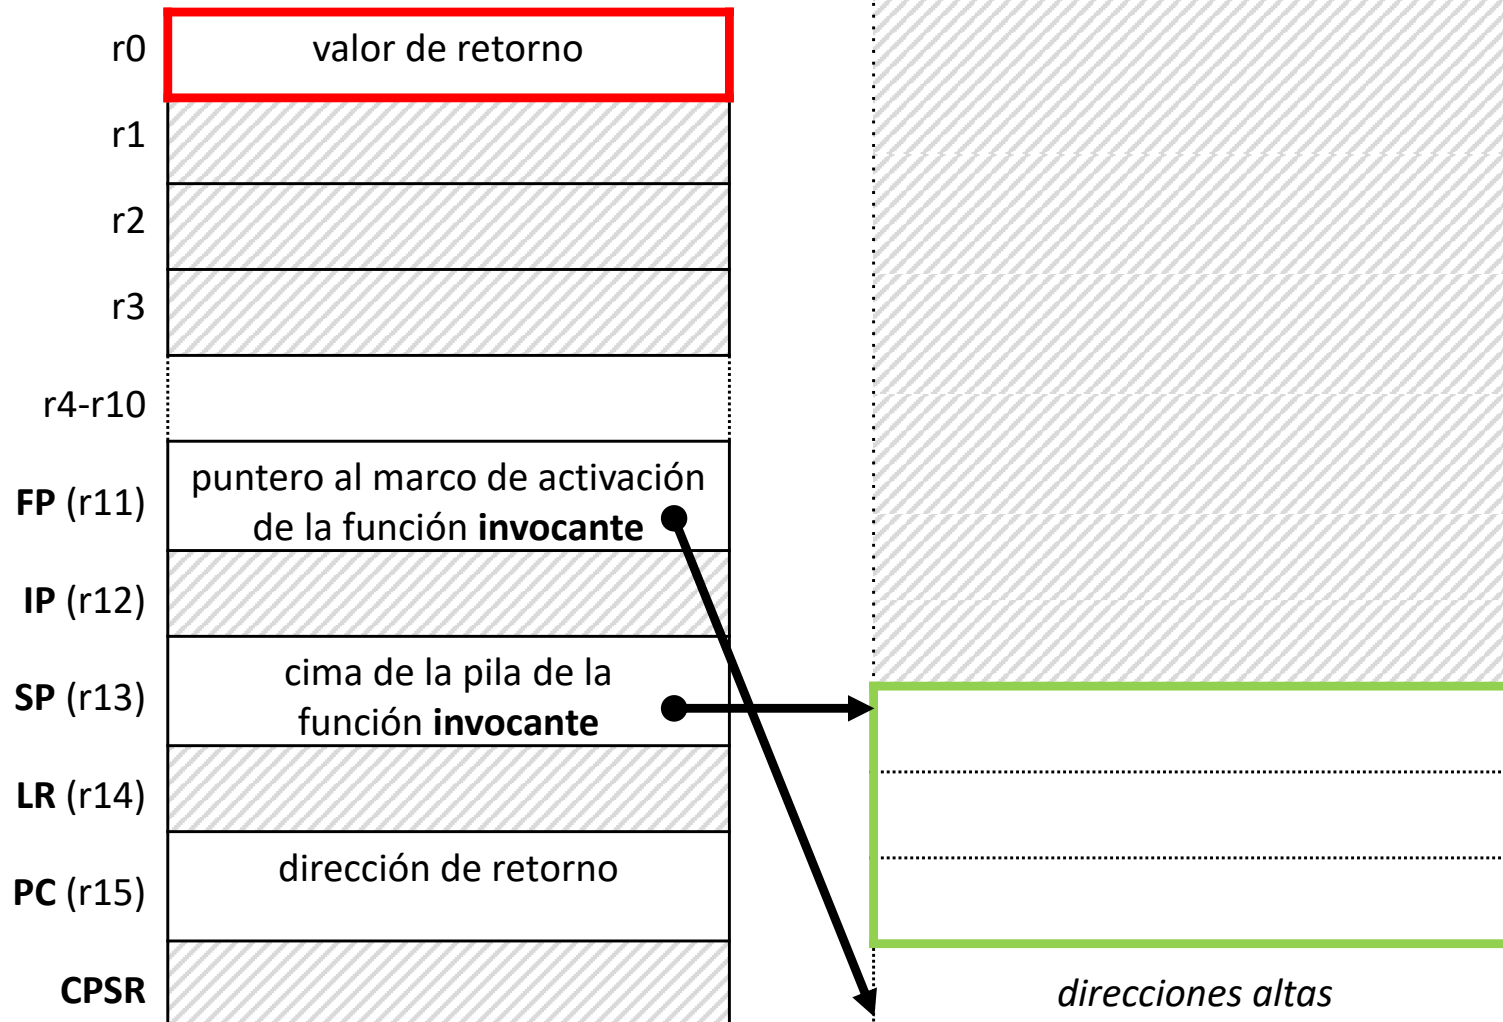 r0
valor de retorno
r1
r2
r3
r4-r10
FP (r11)
puntero al marco de activación
de la función invocante
IP (r12)
SP (r13)
cima de la pila de la
función invocante
LR (r14)
PC (r15)
dirección de retorno
CPSR
direcciones altas